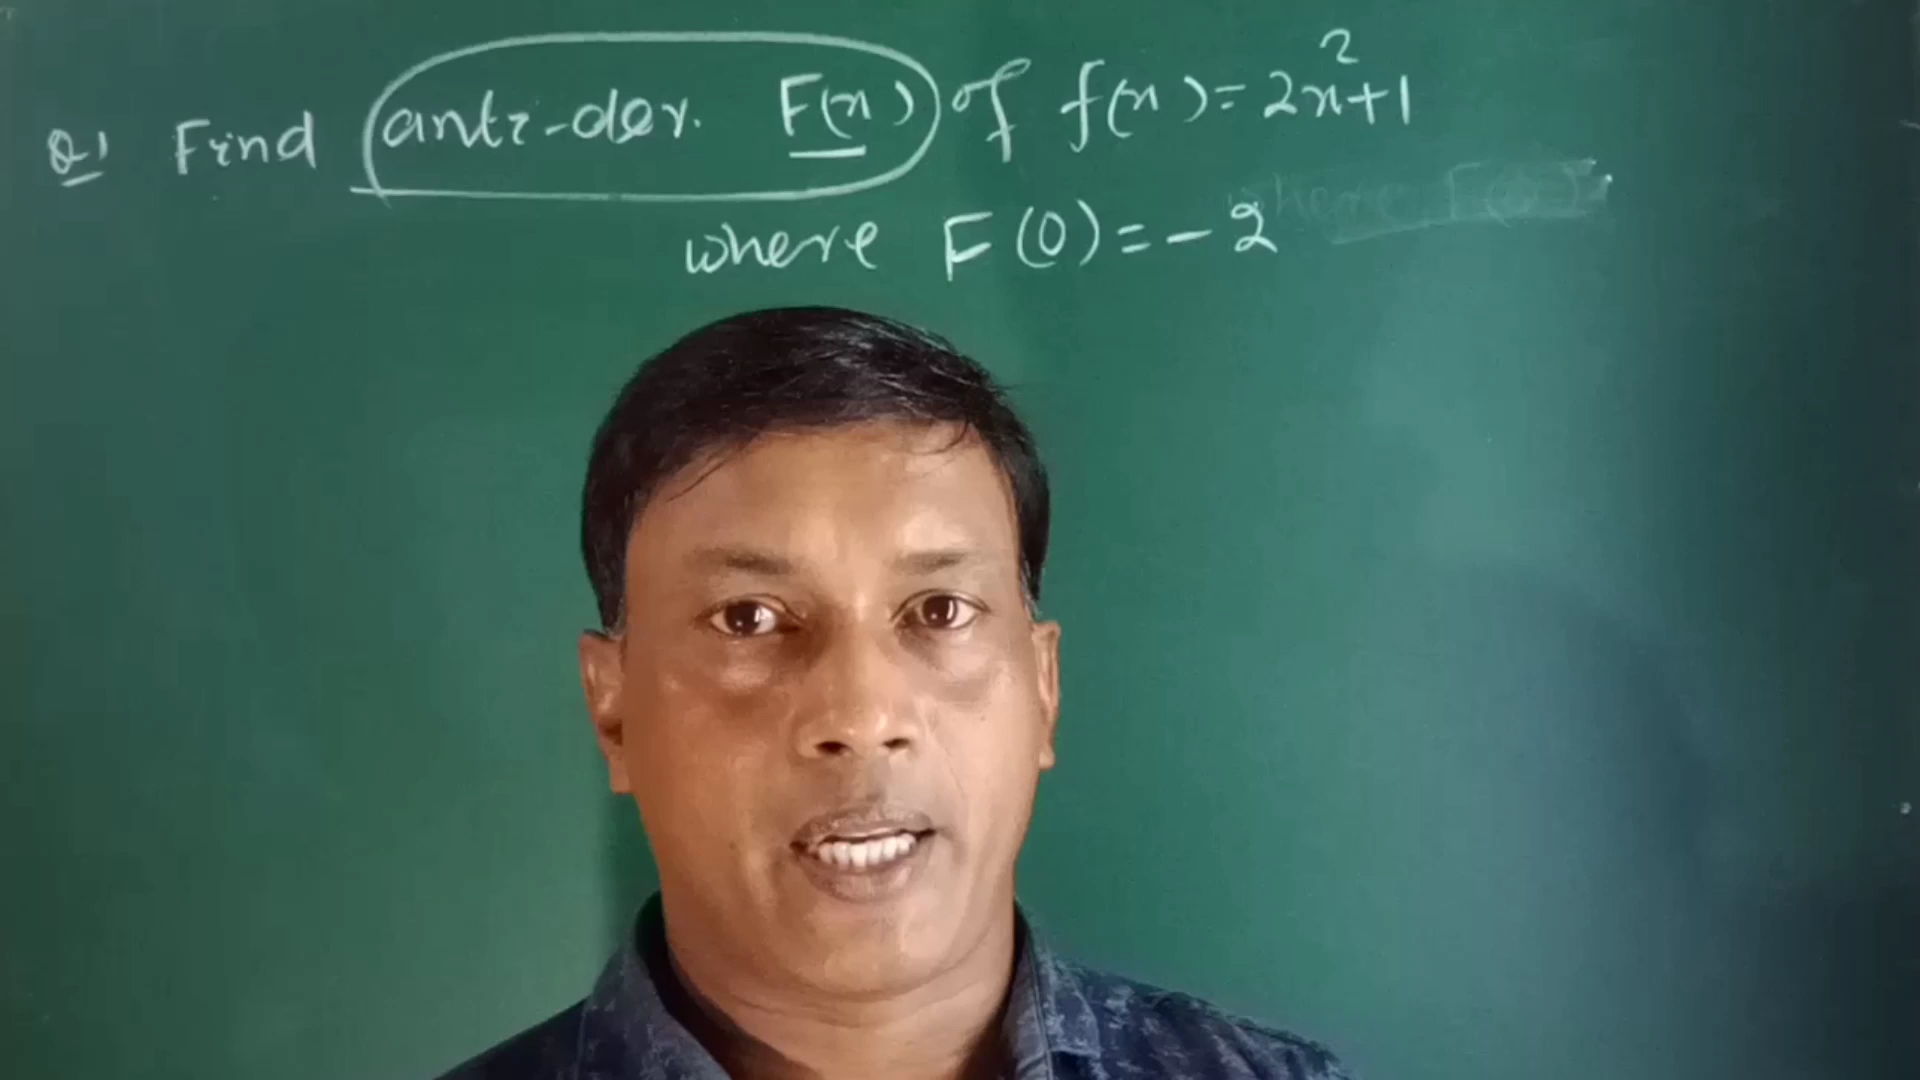 Q1 Find anti-der. F(x) of f(x)=2x²+1
where F(0)=-2